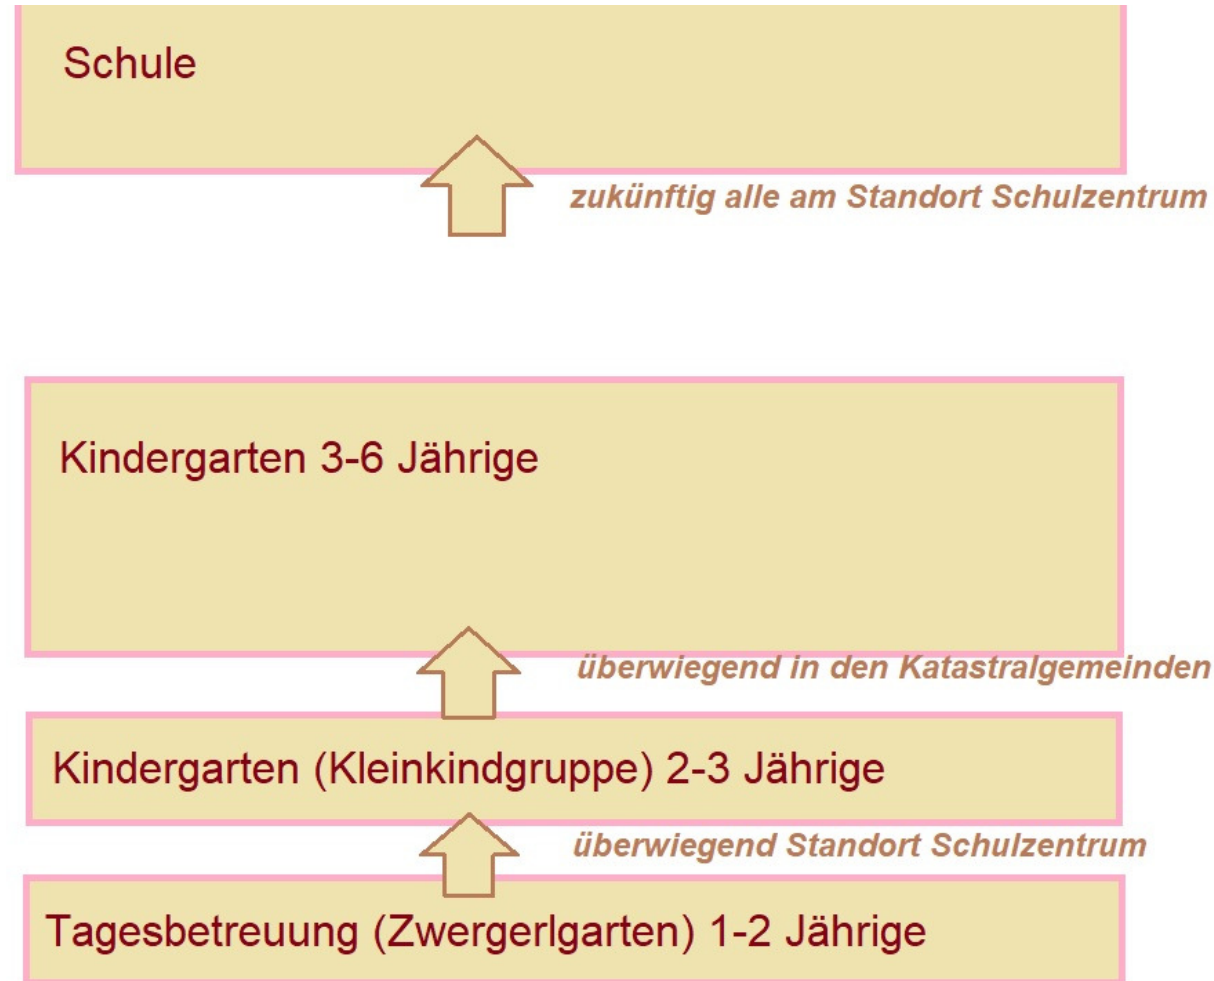 Schule
zukünftig alle am Standort Schulzentrum
Kindergarten 3-6 Jährige
überwiegend in den Katastralgemeinden
Kindergarten (Kleinkindgruppe) 2-3 Jährige
überwiegend Standort Schulzentrum
Tagesbetreuung (Zwergerlgarten) 1-2 Jährige